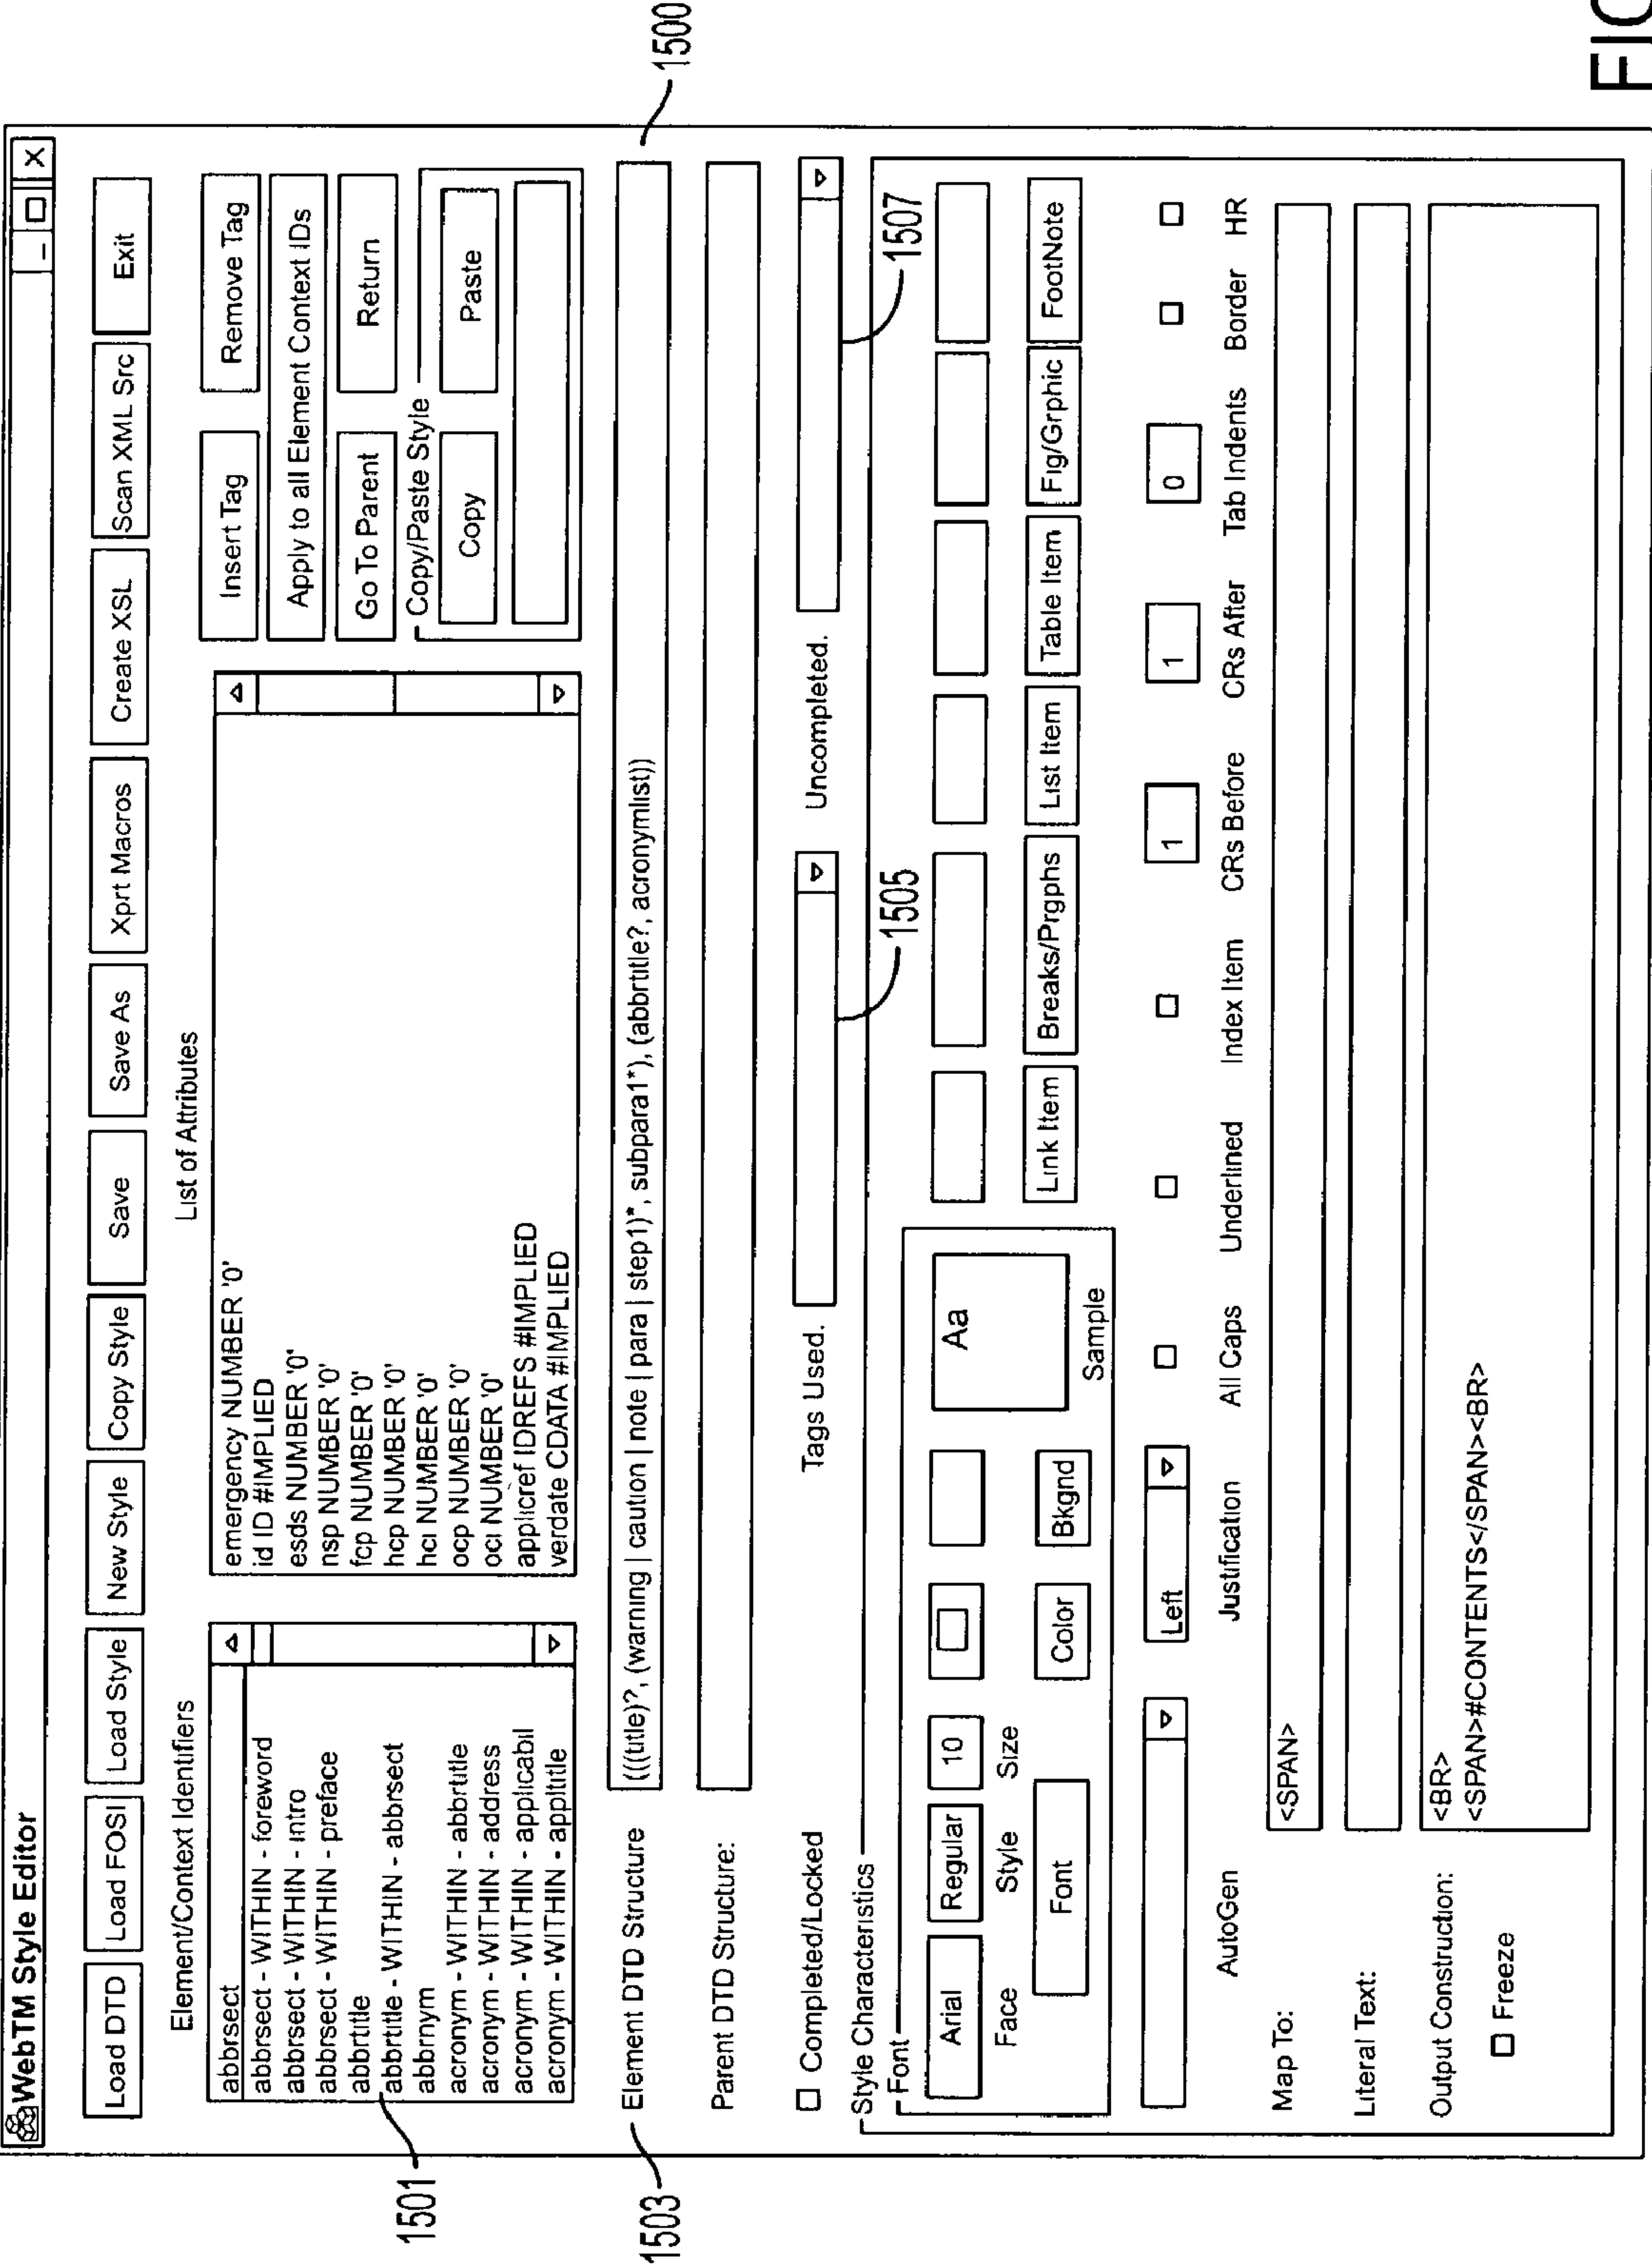 WebTM Style Editor
Load DTD Load FOSI Load Style New Style Copy Style Save Save As Xprt Macros Create XSL Scan XML Src Exit
Element/Context Identifiers
abbrsect
abbrsect - WITHIN - foreword
abbrsect - WITHIN - intro
abbrsect - WITHIN - preface
abbrtitle
abbrtitle - WITHIN - abbrsect
abbrnym
acronym - WITHIN - abbrtitle
acronym - WITHIN - address
acronym - WITHIN - applicabil
acronym - WITHIN - appltitle
1501
List of Attributes
emergency NUMBER '0'
id ID #IMPLIED
esds NUMBER '0'
nsp NUMBER '0'
fcp NUMBER '0'
hcp NUMBER '0'
hci NUMBER '0'
ocp NUMBER '0'
oci NUMBER '0'
applicref IDREFS #IMPLIED
verdate CDATA #IMPLIED
Insert Tag Remove Tag
Apply to all Element Context IDs
Go To Parent Return
Copy/Paste Style
Copy Paste
1503
Element DTD Structure
(((title)?, (warning | caution | note | para | step1)*, subpara1*), (abbrtitle?, acronymlist))
1500
Parent DTD Structure:
Completed/Locked
Tags Used.
1505
Uncompleted.
1507
Style Characteristics
Font
Arial Regular 10
Face Style Size
Font Color Bkgnd
Aa
Sample
Link Item Breaks/Prgphs List Item Table Item Fig/Grphic FootNote
Left 1 1 0
AutoGen Justification All Caps Underlined Index Item CRs Before CRs After Tab Indents Border HR
Map To:
<SPAN>
Literal Text:
Output Construction:
<BR>
<SPAN>#CONTENTS</SPAN><BR>
Freeze